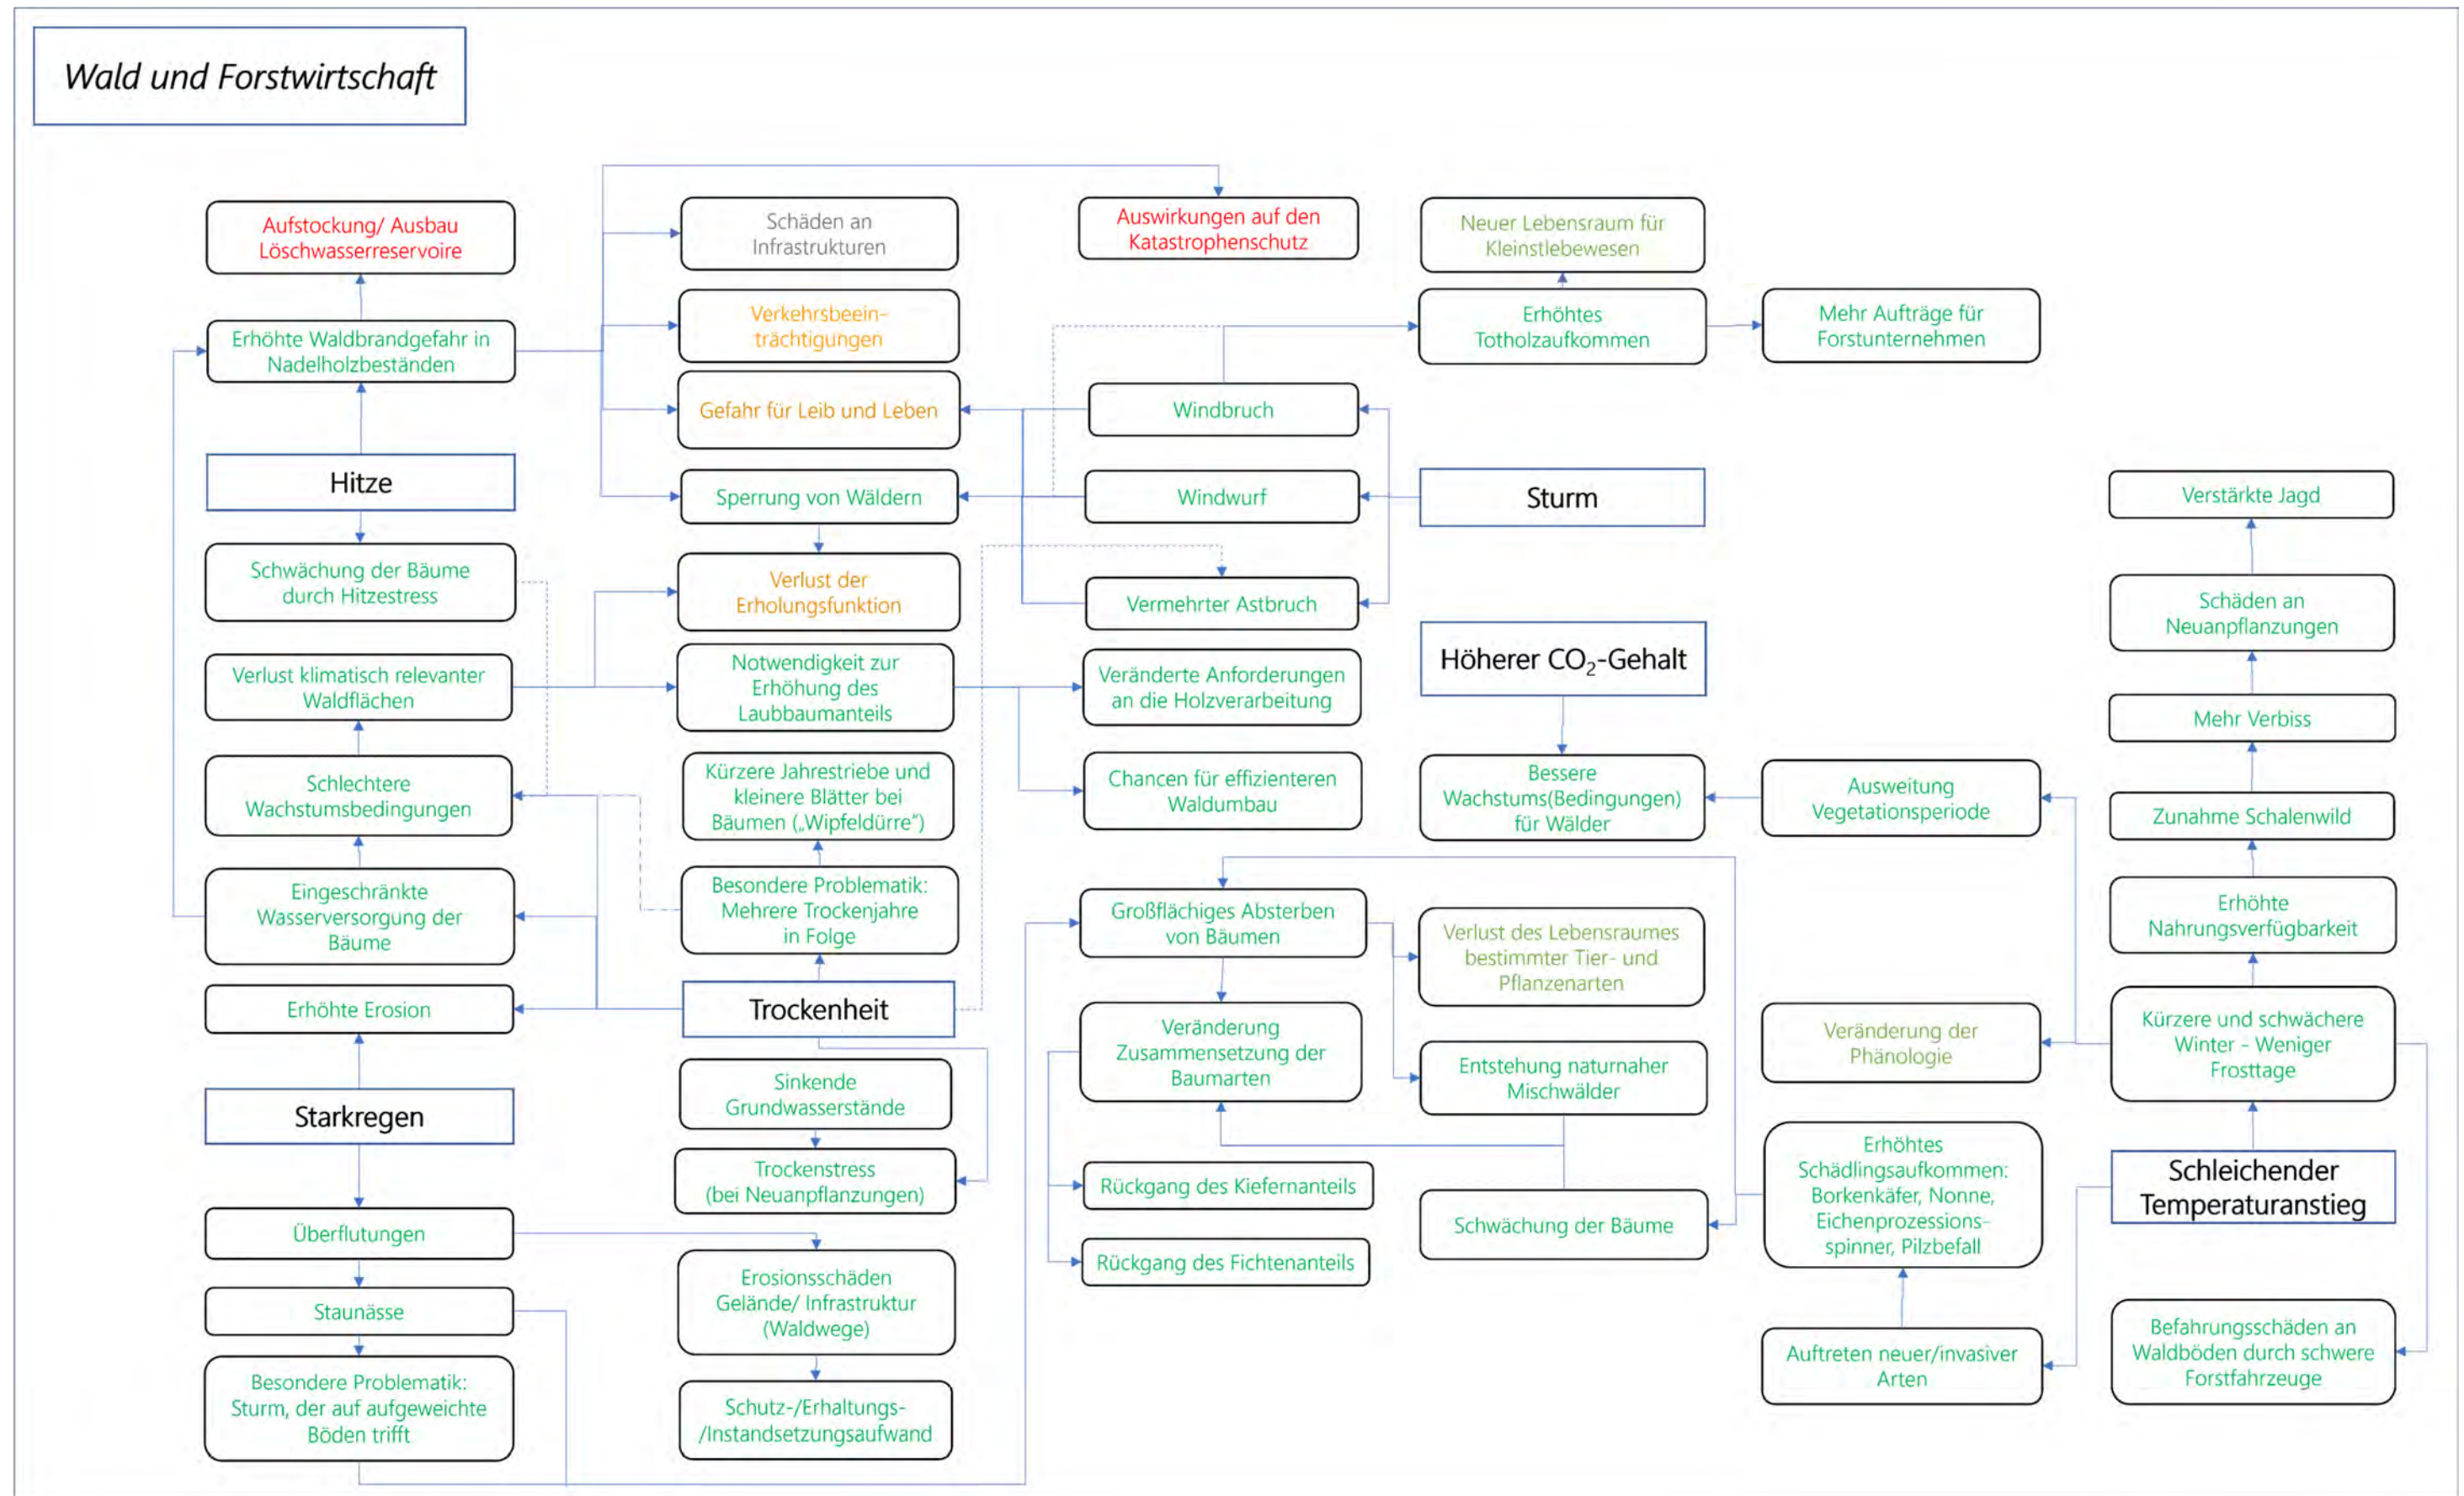 Wald und Forstwirtschaft
Aufstockung/ Ausbau
Löschwasserreservoire
Erhöhte Waldbrandgefahr in
Nadelholzbeständen
Hitze
Schwächung der Bäume
durch Hitzestress
Verlust klimatisch relevanter
Waldflächen
Schlechtere
Wachstumsbedingungen
Eingeschränkte
Wasserversorgung der
Bäume
Erhöhte Erosion
Starkregen
Überflutungen
Staunässe
Besondere Problematik:
Sturm, der auf aufgeweichte
Böden trifft
Schäden an
Infrastrukturen
Verkehrsbeein-
trächtigungen
Gefahr für Leib und Leben
Sperrung von Wäldern
Verlust der
Erholungsfunktion
Notwendigkeit zur
Erhöhung des
Laubbaumanteils
Kürzere Jahrestriebe und
kleinere Blätter bei
Bäumen („Wipfeldürre“)
Besondere Problematik:
Mehrere Trockenjahre
in Folge
Trockenheit
Sinkende
Grundwasserstände
Trockenstress
(bei Neuanpflanzungen)
Erosionsschäden
Gelände/ Infrastruktur
(Waldwege)
Schutz-/Erhaltungs-
/Instandsetzungsaufwand
Auswirkungen auf den
Katastrophenschutz
Windbruch
Windwurf
Vermehrter Astbruch
Veränderte Anforderungen
an die Holzverarbeitung
Chancen für effizienteren
Waldumbau
Großflächiges Absterben
von Bäumen
Veränderung
Zusammensetzung der
Baumarten
Rückgang des Kiefernanteils
Rückgang des Fichtenanteils
Neuer Lebensraum für
Kleinstlebewesen
Erhöhtes
Totholzaufkommen
Sturm
Höherer CO₂-Gehalt
Bessere
Wachstums(Bedingungen)
für Wälder
Verlust des Lebensraumes
bestimmter Tier- und
Pflanzenarten
Entstehung naturnaher
Mischwälder
Schwächung der Bäume
Mehr Aufträge für
Forstunternehmen
Ausweitung
Vegetationsperiode
Veränderung der
Phänologie
Erhöhtes
Schädlingsaufkommen:
Borkenkäfer, Nonne,
Eichenprozessions-
spinner, Pilzbefall
Auftreten neuer/invasiver
Arten
Verstärkte Jagd
Schäden an
Neuanpflanzungen
Mehr Verbiss
Zunahme Schalenwild
Erhöhte
Nahrungsverfügbarkeit
Kürzere und schwächere
Winter - Weniger
Frosttage
Schleichender
Temperaturanstieg
Befahrungsschäden an
Waldböden durch schwere
Forstfahrzeuge